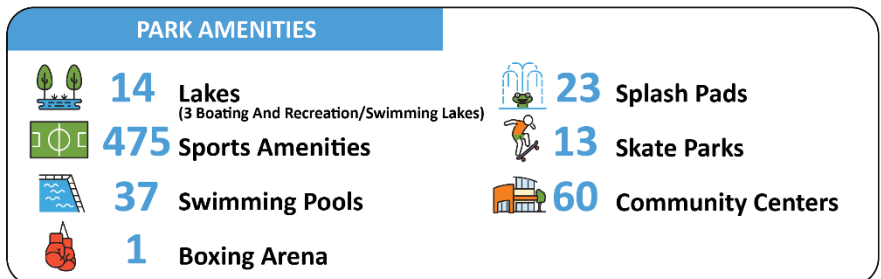 PARK AMENITIES
14 Lakes
(3 Boating And Recreation/Swimming Lakes)
475 Sports Amenities
37 Swimming Pools
1 Boxing Arena
23 Splash Pads
13 Skate Parks
60 Community Centers